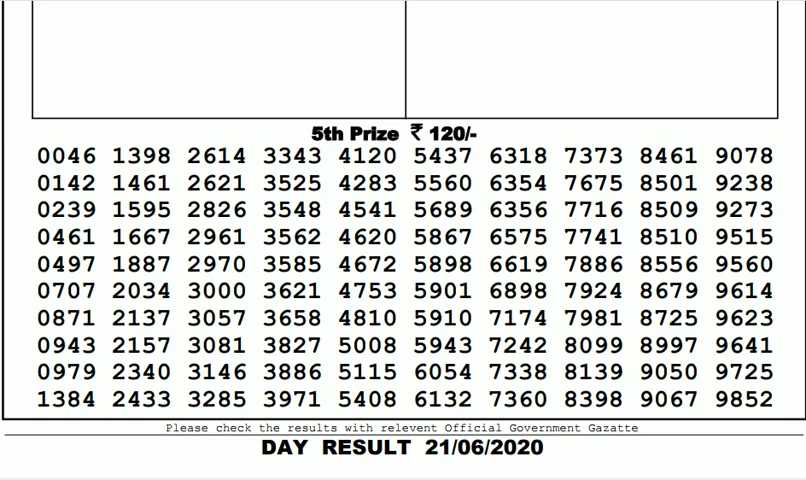 5th Prize ₹ 120/-
0046 1398 2614 3343 4120 5437 6318 7373 8461 9078
0142 1461 2621 3525 4283 5560 6354 7675 8501 9238
0239 1595 2826 3548 4541 5689 6356 7716 8509 9273
0461 1667 2961 3562 4620 5867 6575 7741 8510 9515
0497 1887 2970 3585 4672 5898 6619 7886 8556 9560
0707 2034 3000 3621 4753 5901 6898 7924 8679 9614
0871 2137 3057 3658 4810 5910 7174 7981 8725 9623
0943 2157 3081 3827 5008 5943 7242 8099 8997 9641
0979 2340 3146 3886 5115 6054 7338 8139 9050 9725
1384 2433 3285 3971 5408 6132 7360 8398 9067 9852
Please check the results with relevent Official Government Gazatte
DAY RESULT 21/06/2020